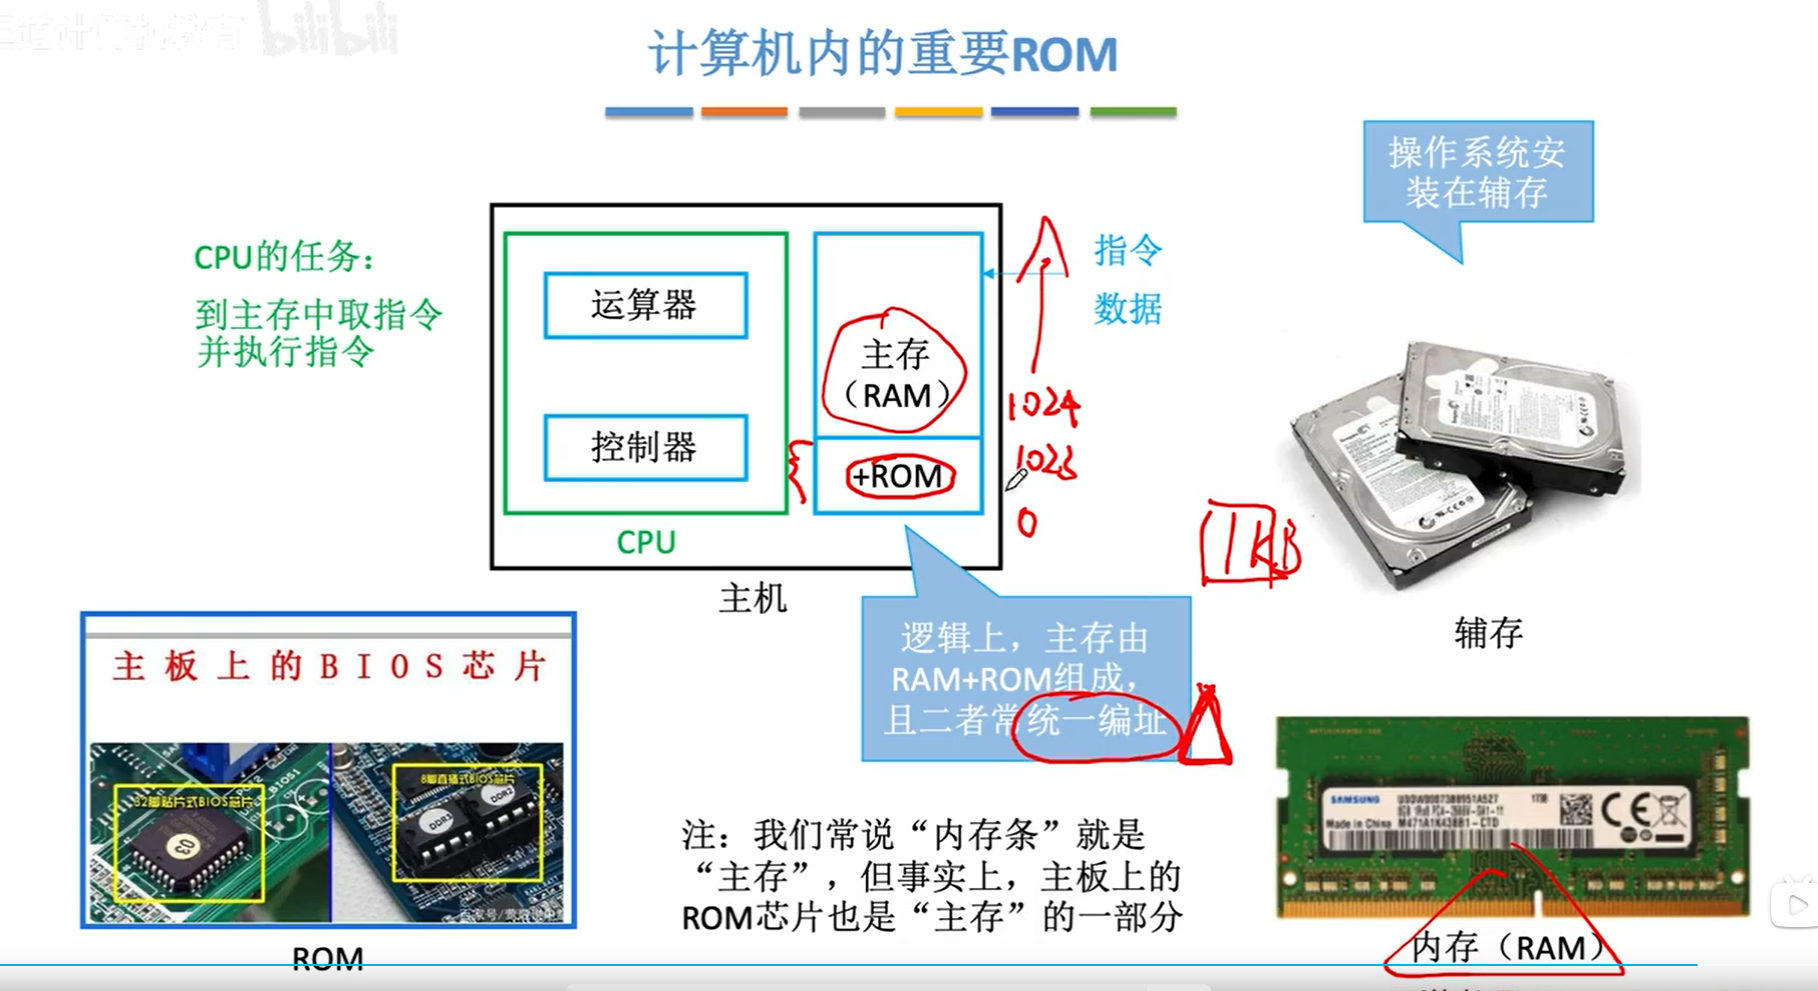 王道计算机教育 bilibili
计算机内的重要ROM
操作系统安
装在辅存
CPU的任务：
到主存中取指令
并执行指令
运算器
控制器
CPU
主存
（RAM）
+ROM
主机
指令
数据
1024
1023
0
1KB
逻辑上，主存由
RAM+ROM组成，
且二者常统一编址
辅存
主板上的BIOS芯片
32脚贴片式BIOS芯片
8脚直插式BIOS芯片
DDR3
DDR2
ROM
注：我们常说“内存条”就是
“主存”，但事实上，主板上的
ROM芯片也是“主存”的一部分
SAMSUNG
Made in China
内存（RAM）